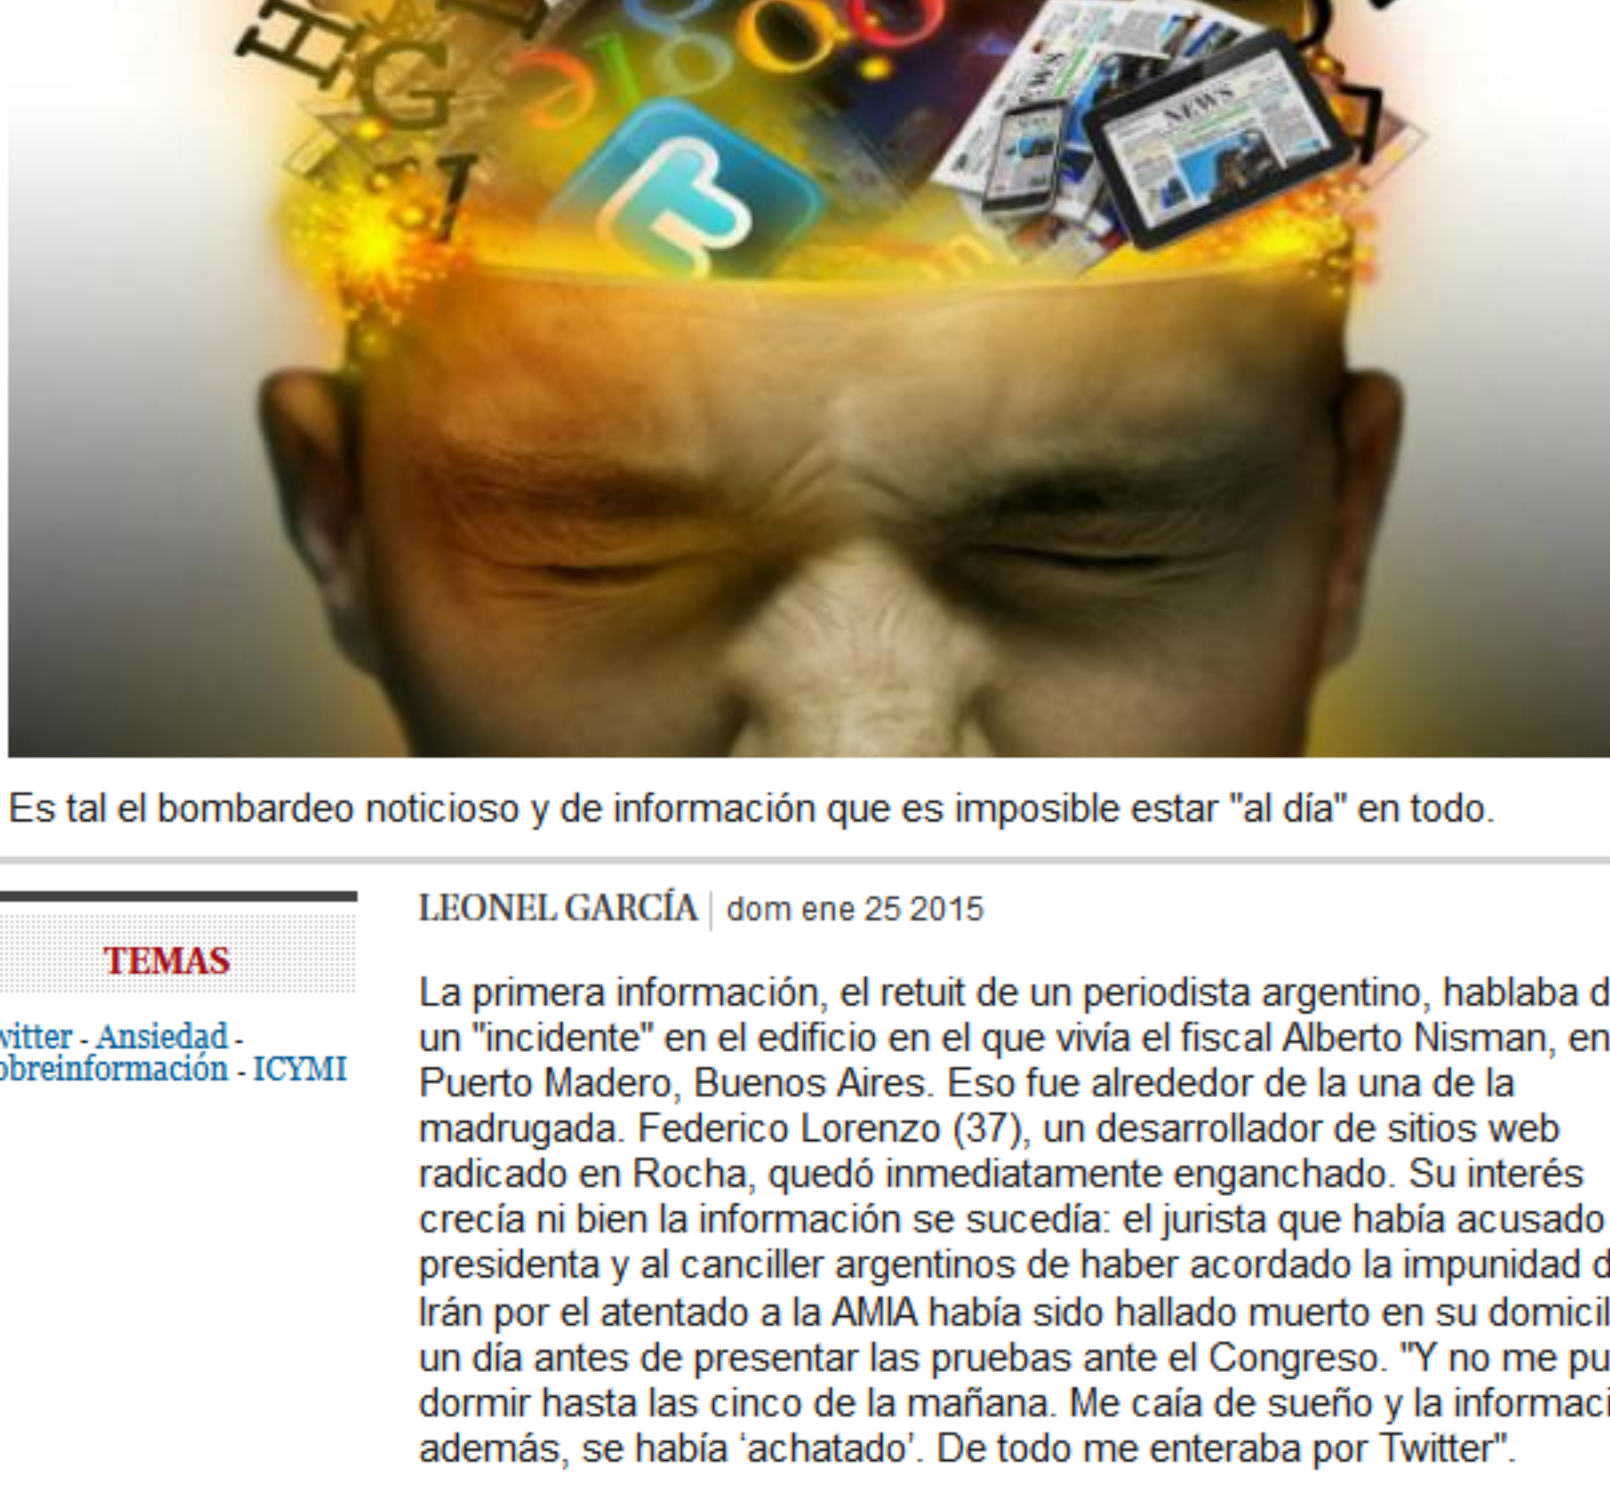 H
G
NEWS
Es tal el bombardeo noticioso y de información que es imposible estar "al día" en todo.
LEONEL GARCÍA | dom ene 25 2015
TEMAS
witter - Ansiedad -
obreinformación - ICYMI
La primera información, el retuit de un periodista argentino, hablaba d
un "incidente" en el edificio en el que vivía el fiscal Alberto Nisman, en
Puerto Madero, Buenos Aires. Eso fue alrededor de la una de la
madrugada. Federico Lorenzo (37), un desarrollador de sitios web
radicado en Rocha, quedó inmediatamente enganchado. Su interés
crecía ni bien la información se sucedía: el jurista que había acusado
presidenta y al canciller argentinos de haber acordado la impunidad d
Irán por el atentado a la AMIA había sido hallado muerto en su domicil
un día antes de presentar las pruebas ante el Congreso. "Y no me pu
dormir hasta las cinco de la mañana. Me caía de sueño y la informaci
además, se había ‘achatado’. De todo me enteraba por Twitter".